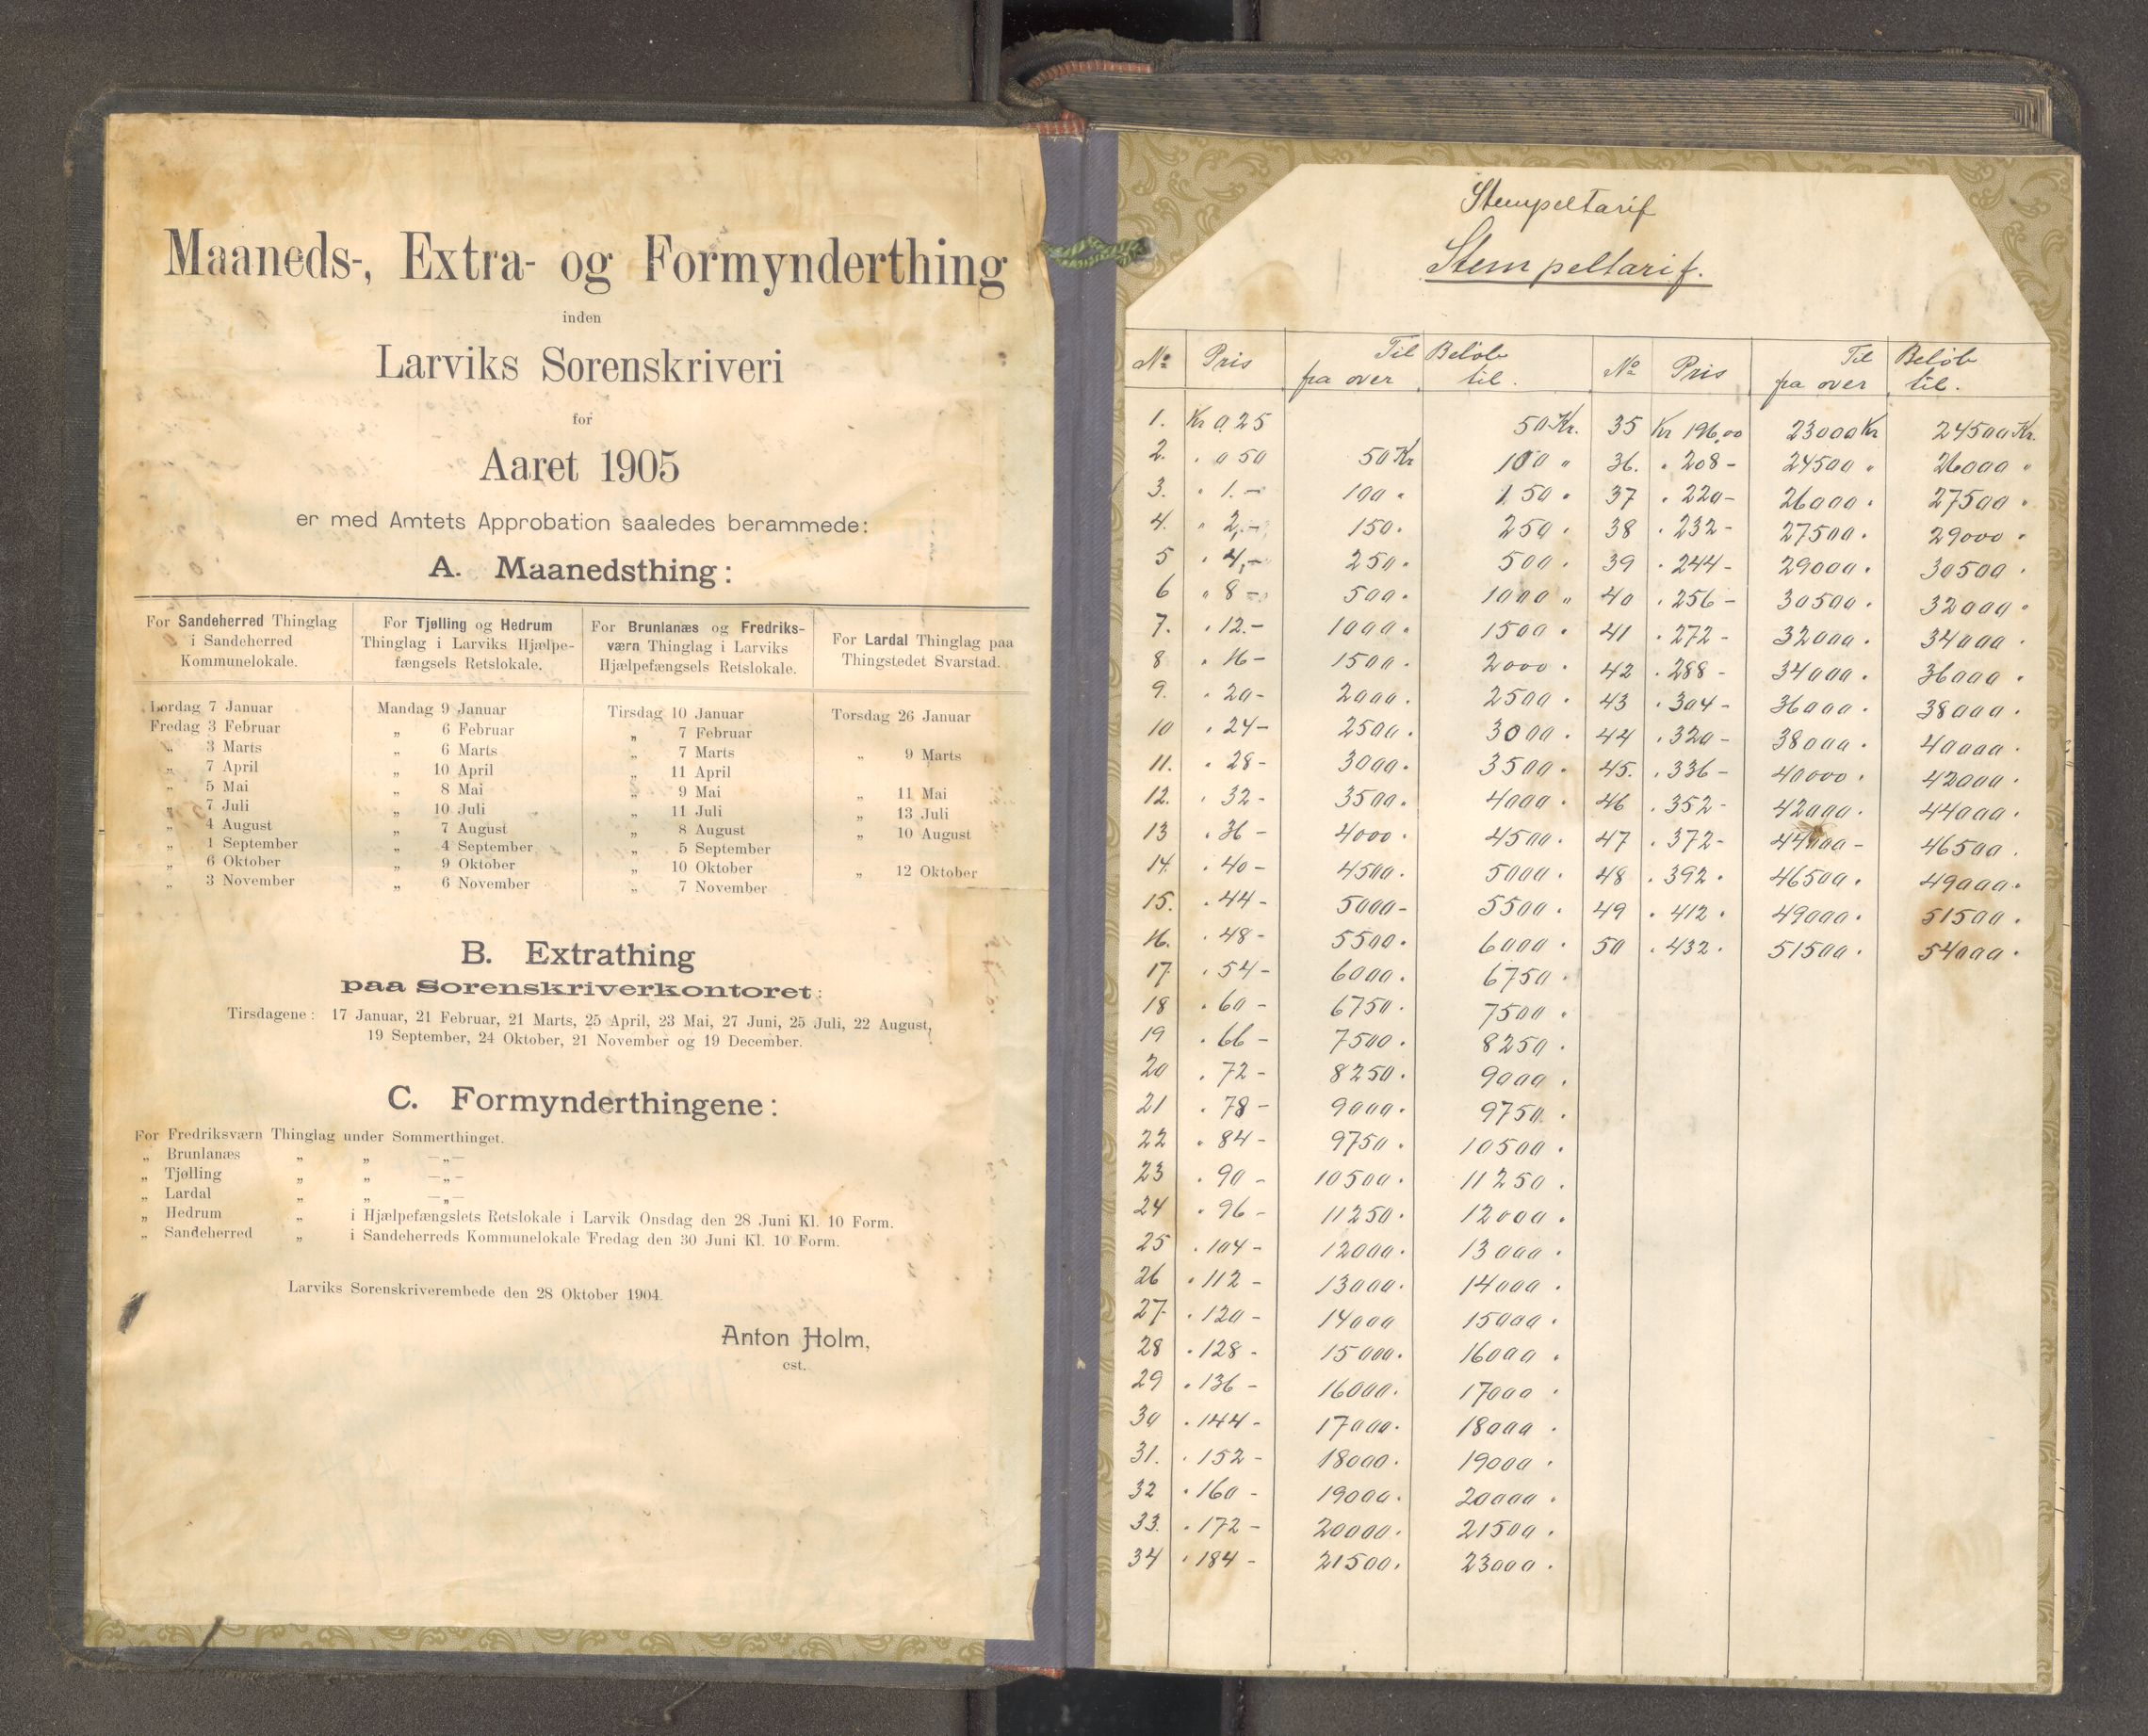 Maaneds-, Extra- og Formynderthing
inden
Larviks Sorenskriveri
for
Aaret 1905
er med Amtets Approbation saaledes berammede:
A. Maanedsthing:
For Sandeherred Thinglag
i Sandeherred
Kommunelokale.
For Tjølling og Hedrum
Thinglag i Larviks Hjælpe-
fængsels Retslokale.
For Brunlanæs og Fredriks-
værn Thinglag i Larviks
Hjælpefængsels Retslokale.
For Lardal Thinglag paa
Thingstedet Svarstad.
Lørdag 7 Januar
Fredag 3 Februar
„ 3 Marts
„ 7 April
„ 5 Mai
„ 7 Juli
„ 4 August
„ 1 September
„ 6 Oktober
„ 3 November
Mandag 9 Januar
„ 6 Februar
„ 6 Marts
„ 10 April
„ 8 Mai
„ 10 Juli
„ 7 August
„ 4 September
„ 9 Oktober
„ 6 November
Tirsdag 10 Januar
„ 7 Februar
„ 7 Marts
„ 11 April
„ 9 Mai
„ 11 Juli
„ 8 August
„ 5 September
„ 10 Oktober
„ 7 November
Torsdag 26 Januar
„ 9 Marts
„ 11 Mai
„ 13 Juli
„ 10 August
„ 12 Oktober
B. Extrathing
paa Sorenskriverkontoret:
Tirsdagene: 17 Januar, 21 Februar, 21 Marts, 25 April, 23 Mai, 27 Juni, 25 Juli, 22 August,
19 September, 24 Oktober, 21 November og 19 December.
C. Formynderthingene:
For Fredriksværn Thinglag under Sommerthinget.
„ Brunlanæs „ „ —„—
„ Tjølling „ „ —„—
„ Lardal „ „ —„—
„ Hedrum „ i Hjælpefængslets Retslokale i Larvik Onsdag den 28 Juni Kl. 10 Form.
„ Sandeherred „ i Sandeherreds Kommunelokale Fredag den 30 Juni Kl. 10 Form.
Larviks Sorenskriverembede den 28 Oktober 1904.
Anton Holm,
cst.
Stempeltarif
Stempeltarif.
No Pris Til Beløb No Pris Til Beløb
fra over til. fra over til.
1. Kr 0,25 50 Kr. 35 Kr 196,00 23000 Kr 24500 Kr.
2. " 0 50 50 Kr 100 " 36. " 208- 24500 " 26000 "
3. " 1.- 100 " 150 " 37 " 220- 26000 " 27500 "
4. " 2,- 150 " 250 " 38 " 232- 27500 " 29000 "
5 " 4,- 250 " 500 " 39 " 244- 29000 " 30500 "
6 " 8- 500 " 1000 " 40 " 256- 30500 " 32000 "
7. " 12.- 1000 " 1500 " 41 " 272- 32000 " 34000 "
8 " 16- 1500 " 2000 " 42 " 288- 34000 " 36000 "
9. " 20- 2000 " 2500 " 43 " 304- 36000 " 38000 "
10 " 24- 2500 " 3000 " 44 " 320- 38000 " 40000 "
11. " 28- 3000 " 3500 " 45. " 336- 40000 " 42000 "
12. " 32- 3500 " 4000 " 46 " 352- 42000 " 44000 "
13 " 36- 4000 " 4500 " 47 " 372- 44000- 46500 "
14. " 40- 4500 " 5000 " 48 " 392 " 46500 " 49000 "
15. " 44- 5000- 5500 " 49 " 412 " 49000 " 51500 "
16. " 48- 5500 " 6000 " 50 " 432 " 51500 " 54000 "
17 " 54- 6000 " 6750 "
18 " 60- 6750 " 7500 "
19 " 66- 7500 " 8250 "
20 " 72- 8250 " 9000 "
21 " 78- 9000 " 9750 "
22 " 84- 9750 " 10500 "
23 " 90- 10500 " 11250 "
24 " 96- 11250 " 12000 "
25 " 104- 12000 " 13000 "
26 " 112- 13000 " 14000 "
27 " 120- 14000 15000 "
28 " 128- 15000 " 16000 "
29 " 136- 16000 " 17000 "
30 " 144- 17000 " 18000 "
31. " 152- 18000 " 19000 "
32 " 160- 19000 " 20000 "
33. " 172- 20000 " 21500 "
34 " 184- 21500 " 23000 "